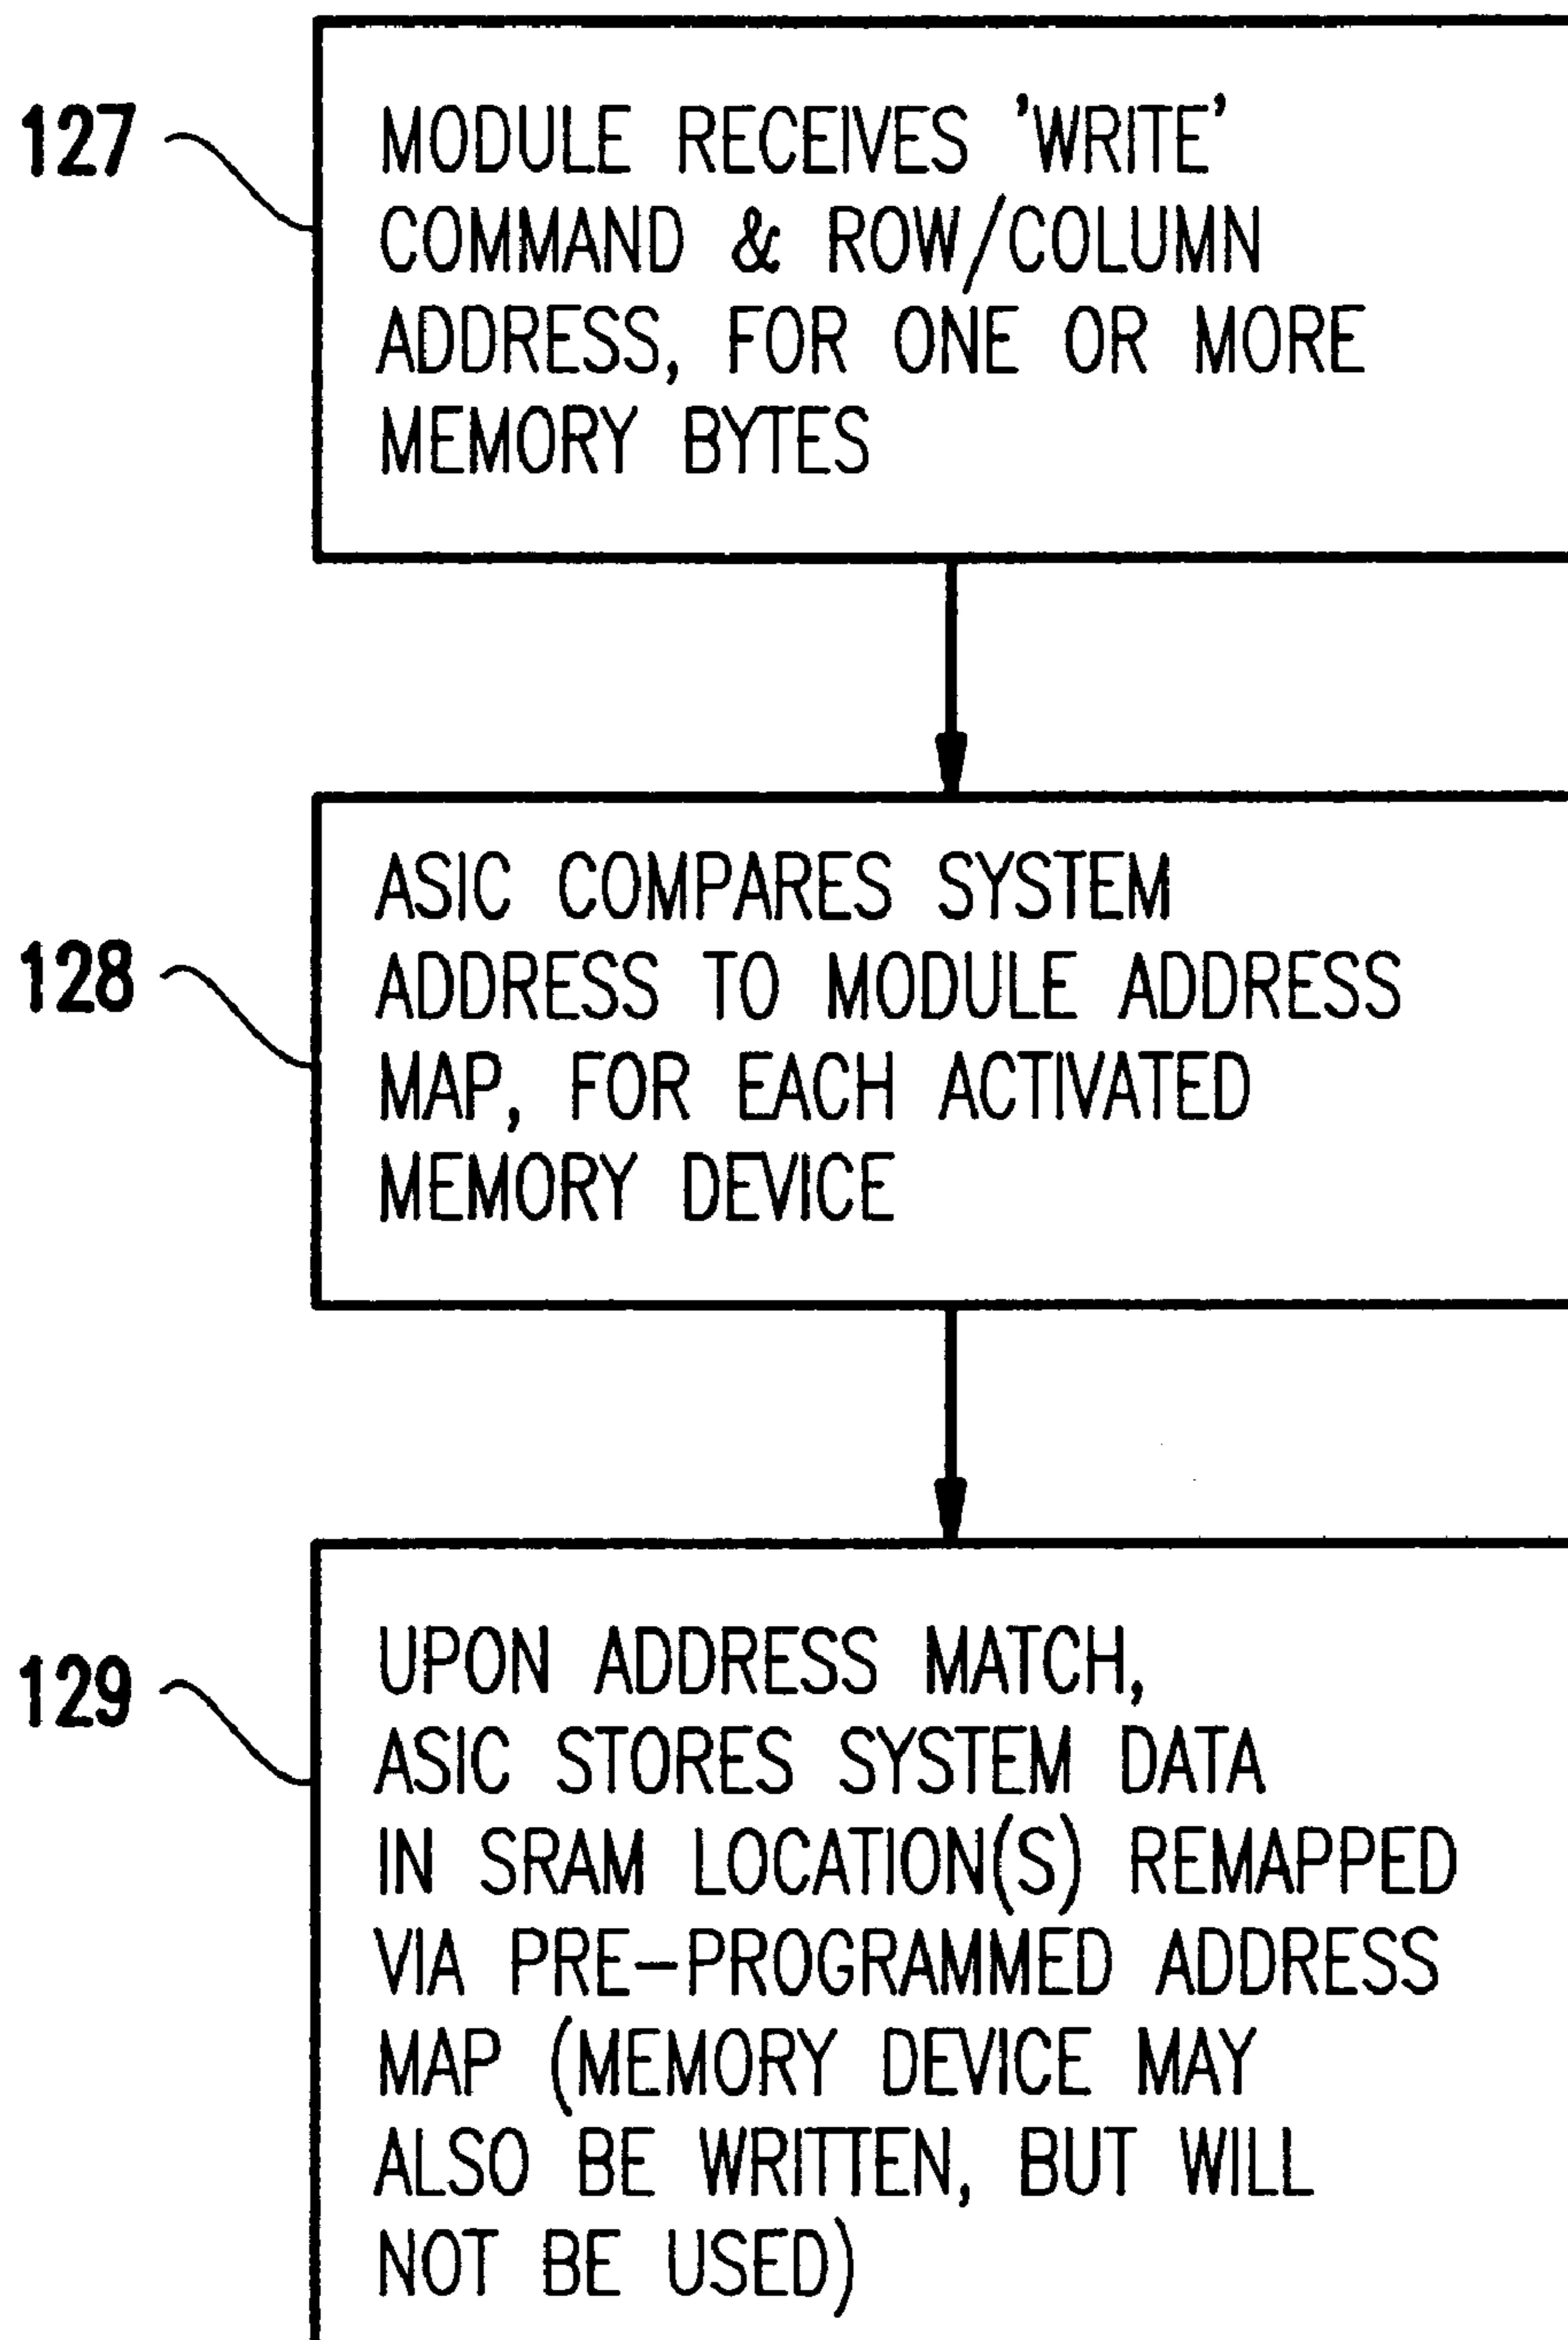 127
MODULE RECEIVES 'WRITE'
COMMAND & ROW/COLUMN
ADDRESS, FOR ONE OR MORE
MEMORY BYTES
128
ASIC COMPARES SYSTEM
ADDRESS TO MODULE ADDRESS
MAP, FOR EACH ACTIVATED
MEMORY DEVICE
129
UPON ADDRESS MATCH,
ASIC STORES SYSTEM DATA
IN SRAM LOCATION(S) REMAPPED
VIA PRE-PROGRAMMED ADDRESS
MAP (MEMORY DEVICE MAY
ALSO BE WRITTEN, BUT WILL
NOT BE USED)